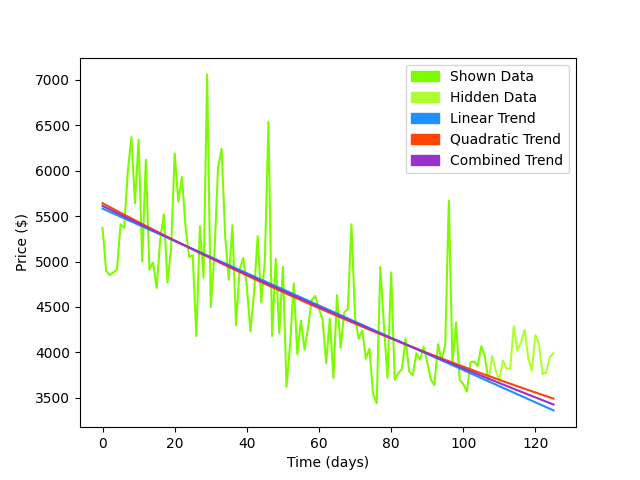 Shown Data
Hidden Data
Linear Trend
Quadratic Trend
Combined Trend
Price ($)
7000
6500
6000
5500
5000
4500
4000
3500
0 20 40 60 80 100 120
Time (days)